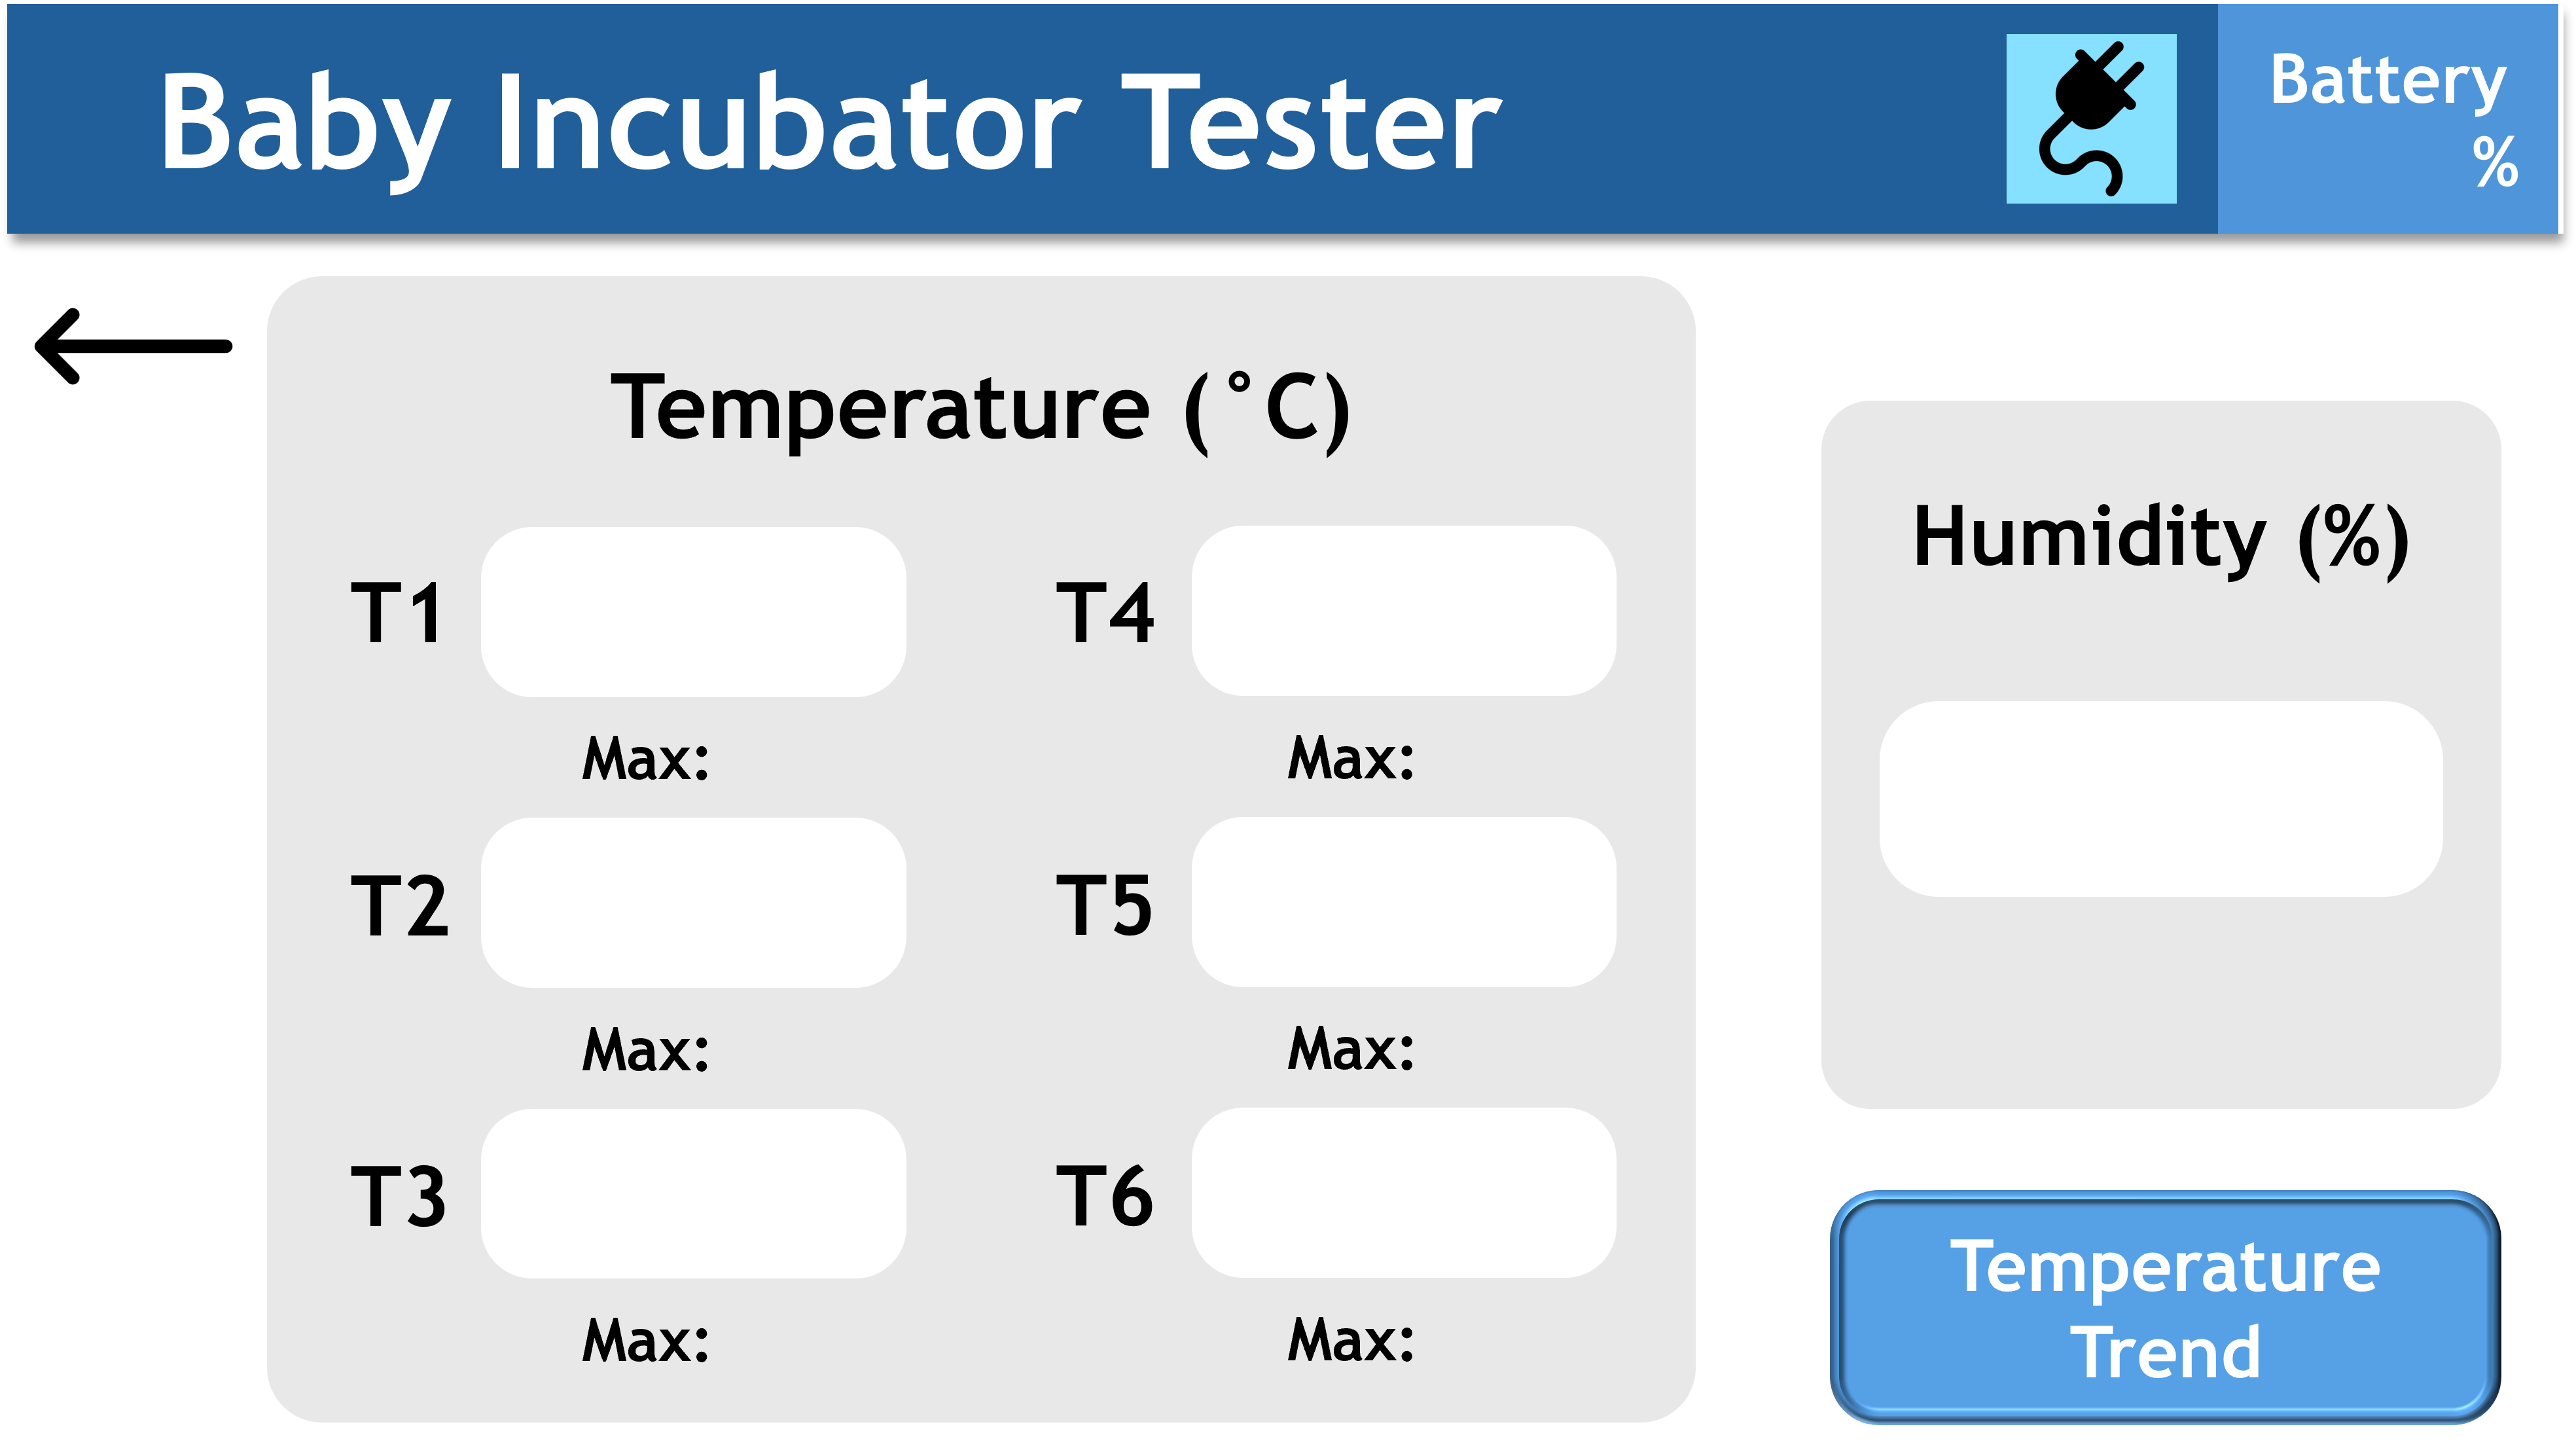 Baby Incubator Tester
Battery
%
Temperature (°C)
T1
Max:
T2
Max:
T3
Max:
T4
Max:
T5
Max:
T6
Max:
Humidity (%)
Temperature
Trend